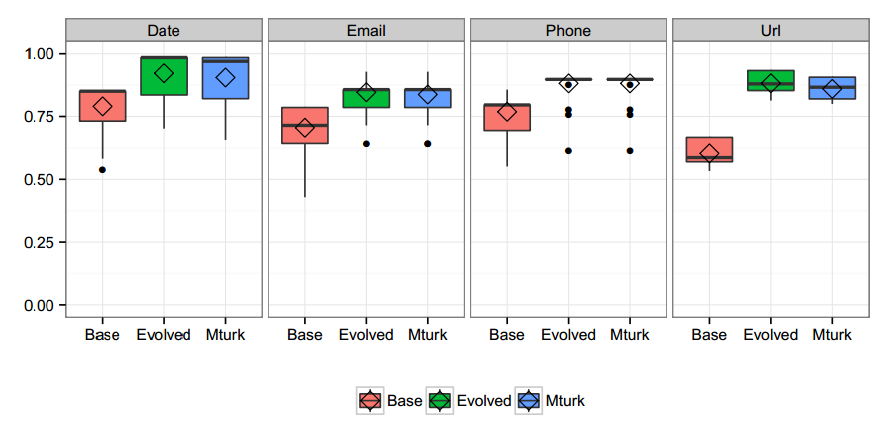 Date Email Phone Url
1.00
0.75
0.50
0.25
0.00
Base Evolved Mturk Base Evolved Mturk Base Evolved Mturk Base Evolved Mturk
Base Evolved Mturk